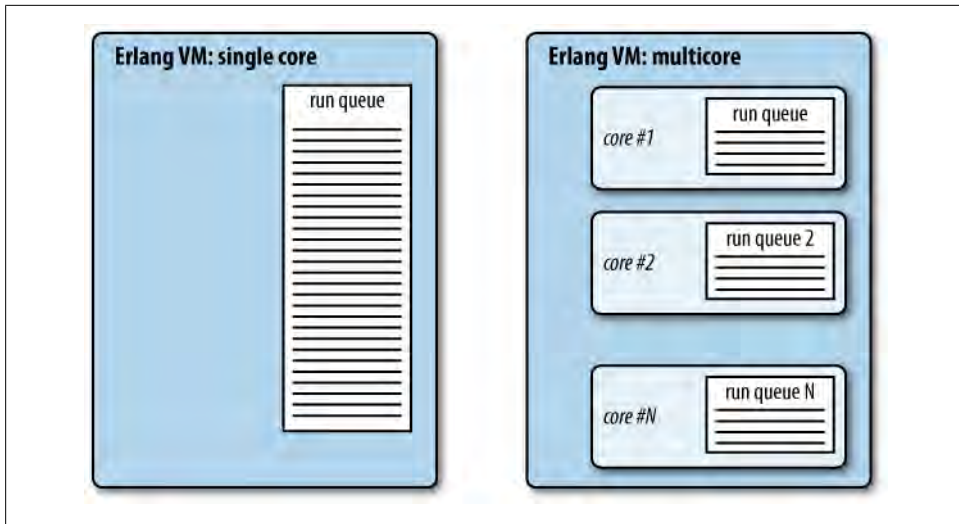 Erlang VM: single core
run queue
Erlang VM: multicore
core #1
run queue
core #2
run queue 2
core #N
run queue N